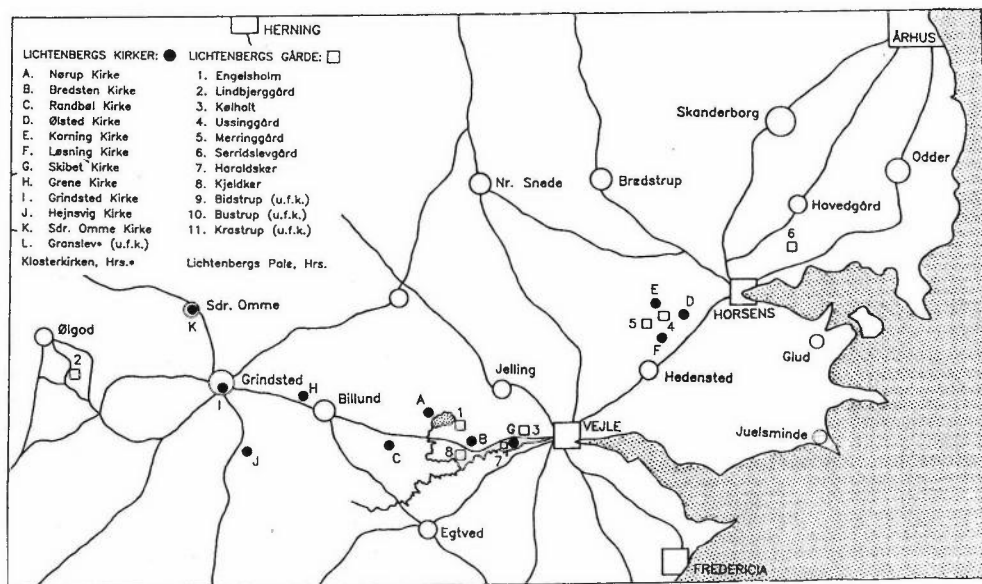 HERNING
LICHTENBERGS KIRKER:
A. Nørup Kirke
B. Bredsten Kirke
C. Randbøl Kirke
D. Ølsted Kirke
E. Korning Kirke
F. Løsning Kirke
G. Skibet Kirke
H. Grene Kirke
I. Grindsted Kirke
J. Hejnsvig Kirke
K. Sdr. Omme Kirke
L. Granslev* (u.f.k.)
Klosterkirken, Hrs.*
LICHTENBERGS GÅRDE:
1. Engelsholm
2. Lindbjerggård
3. Kølholt
4. Ussinggård
5. Merringgård
6. Serridslevgård
7. Haraldskær
8. Kjeldkær
9. Bidstrup (u.f.k.)
10. Bustrup (u.f.k.)
11. Krastrup (u.f.k.)
Lichtenbergs Palæ, Hrs.
ÅRHUS
Skanderborg
Odder
Nr. Snede
Brædstrup
Hovedgård
6
Sdr. Omme
K
E
D
5
4
F
HORSENS
Ølgod
2
Glud
Hedensted
Grindsted
I
H
Billund
Jelling
A
1
B
G
3
VEJLE
Juelsminde
J
C
8
7
Egtved
FREDERICIA